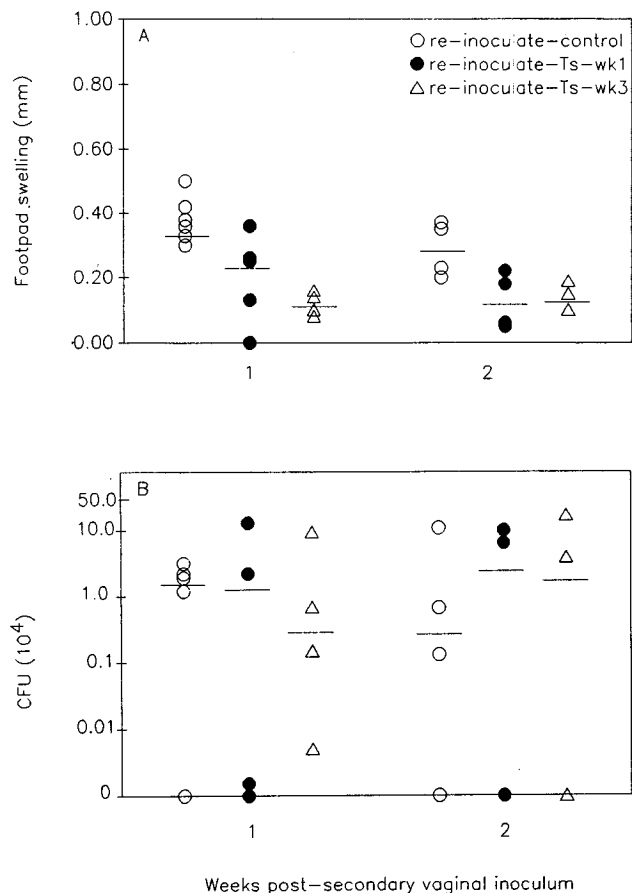 A
○ re-inoculate-control
● re-inoculate-Ts-wk1
△ re-inoculate-Ts-wk3
Footpad swelling (mm)
1.00
0.80
0.60
0.40
0.20
0.00
1
2
B
CFU (10⁴)
50.0
10.0
1.0
0.1
0.01
0
1
2
Weeks post-secondary vaginal inoculum